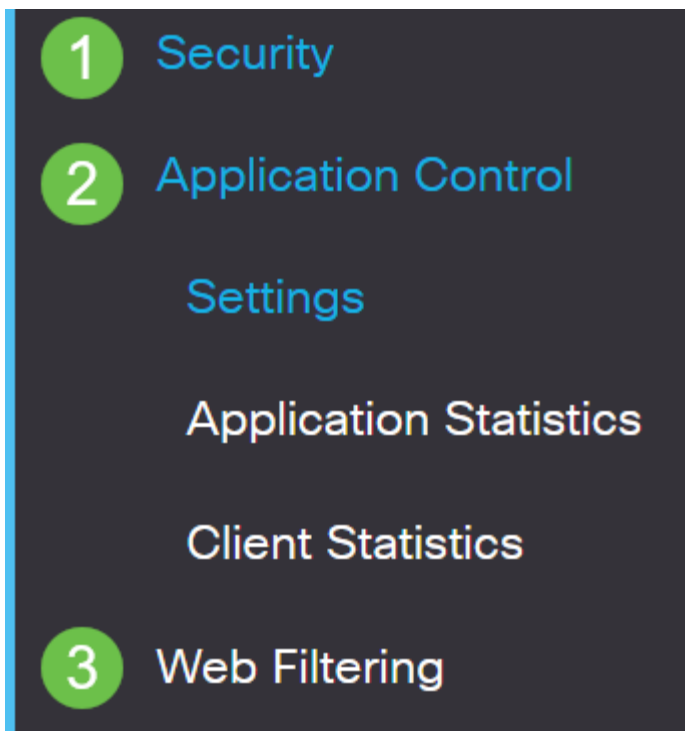 1 Security
2 Application Control
Settings
Application Statistics
Client Statistics
3 Web Filtering